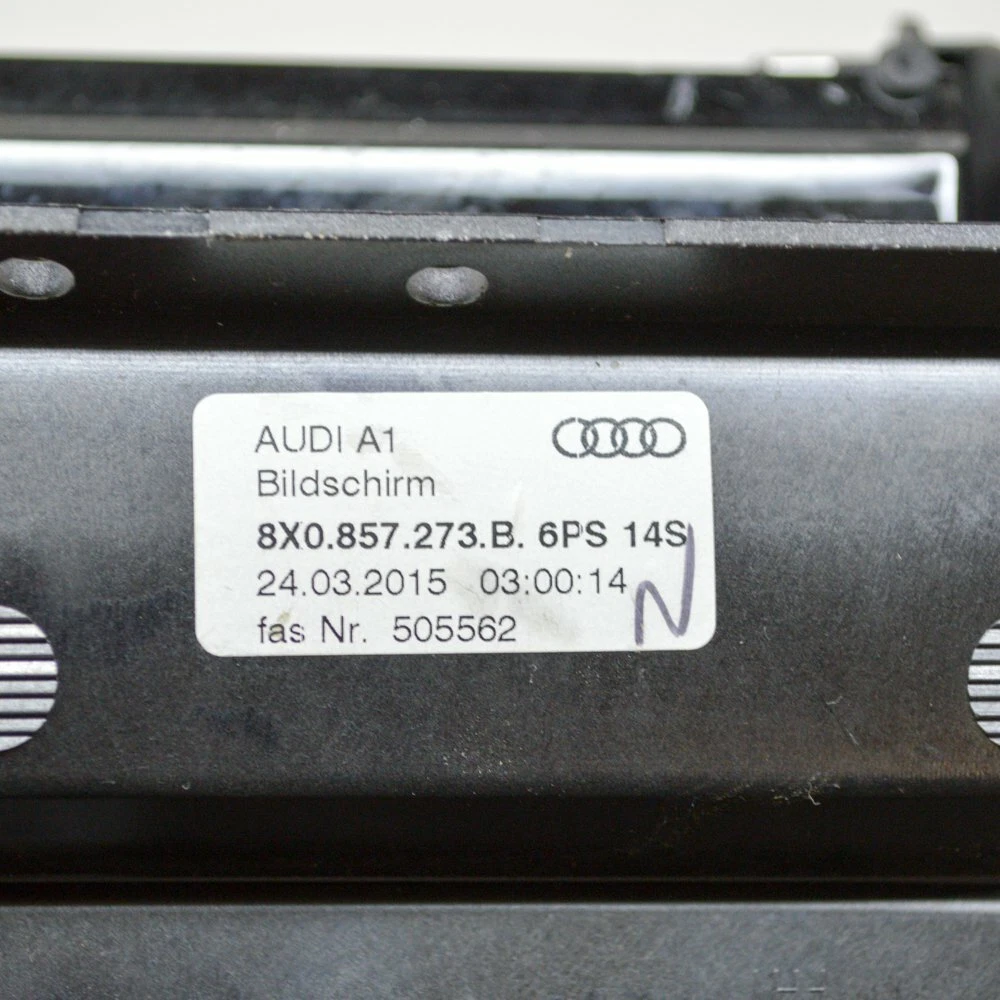 AUDI A1
Bildschirm
8X0.857.273.B. 6PS 14S
24.03.2015 03:00:14
fas Nr. 505562
N